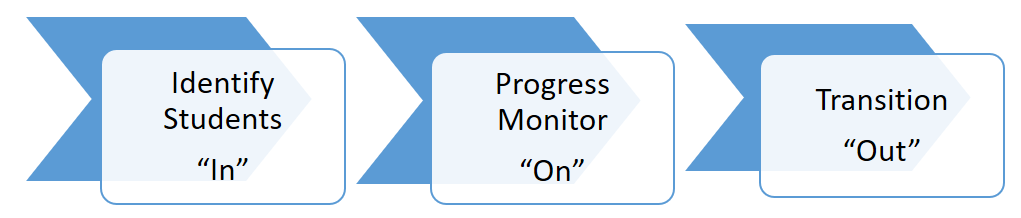 Identify
Students
“In”
Progress
Monitor
“On”
Transition
“Out”